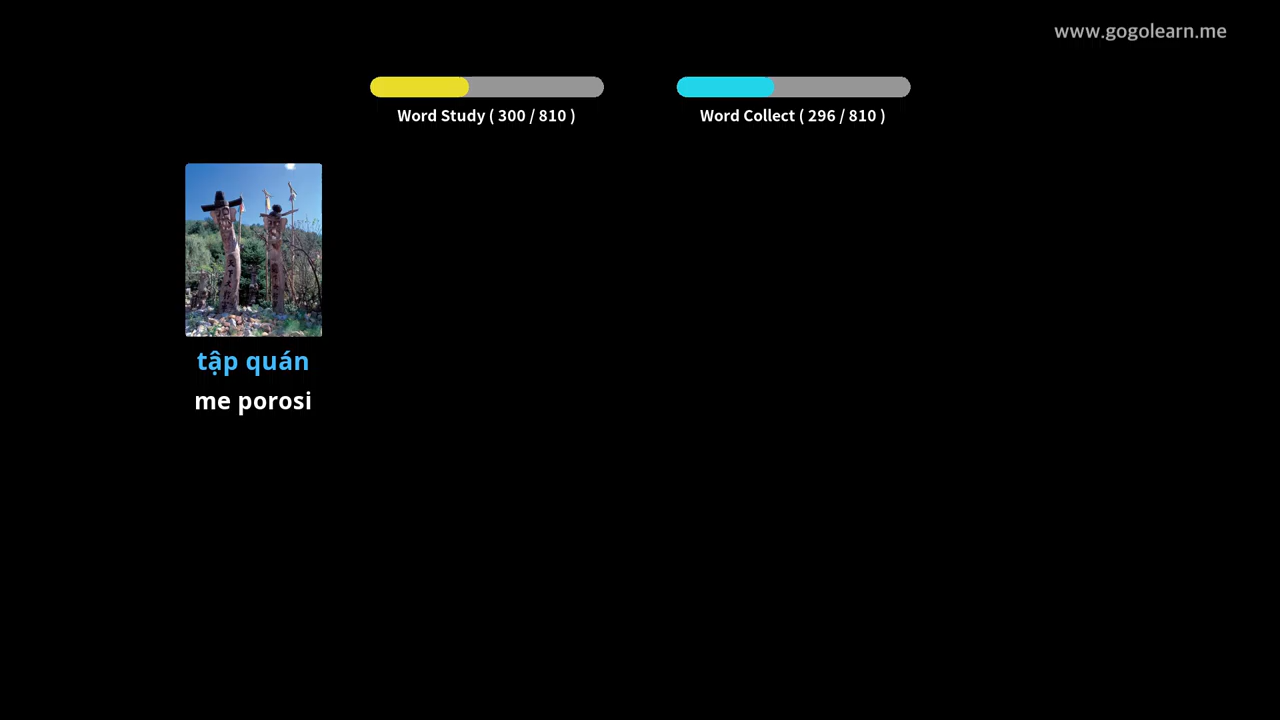 www.gogolearn.me
Word Study ( 300 / 810 )
Word Collect ( 296 / 810 )
tập quán
me porosi